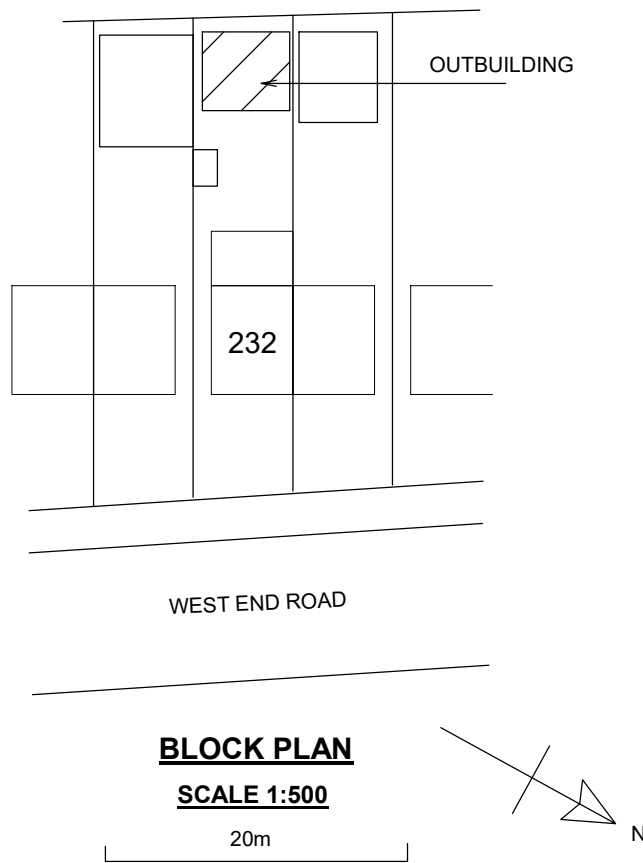 OUTBUILDING
232
WEST END ROAD
BLOCK PLAN
SCALE 1:500
20m
N